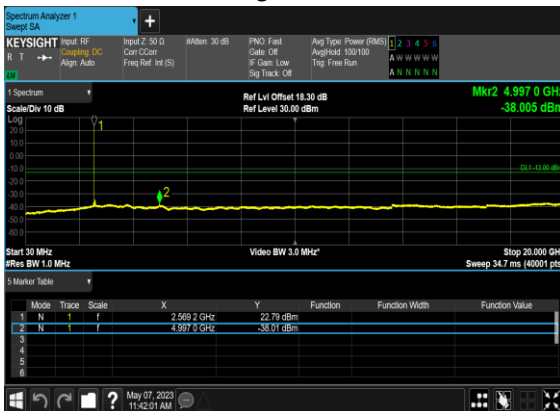 Spectrum Analyzer 1
Swept SA
KEYSIGHT Input: RF Input Z: 50 Ω #Atten: 30 dB PNO: Fast Avg Type: Power (RMS) 1 2 3 4 5 6
R T Coupling: DC Corr CCorr Gate: Off Avg|Hold: 100/100 A W W W W W
Align: Auto Freq Ref: Int (S) IF Gain: Low Trig: Free Run
Sig Track: Off A N N N N N
LXI
1 Spectrum Ref Lvl Offset 18.30 dB Mkr2 4.997 0 GHz
Scale/Div 10 dB Ref Level 30.00 dBm -38.005 dBm
Log
20.0
10.0
0.00
-10.0
DL1 -13.00 dBm
-20.0
-30.0
-40.0
-50.0
-60.0
1
2
Start 30 MHz Video BW 3.0 MHz* Stop 20.000 GHz
#Res BW 1.0 MHz Sweep 34.7 ms (40001 pts)
5 Marker Table
Mode Trace Scale X Y Function Function Width Function Value
1 N 1 f 2.569 2 GHz 22.79 dBm
2 N 1 f 4.997 0 GHz -38.01 dBm
3
4
5
6
? May 07, 2023
11:42:01 AM